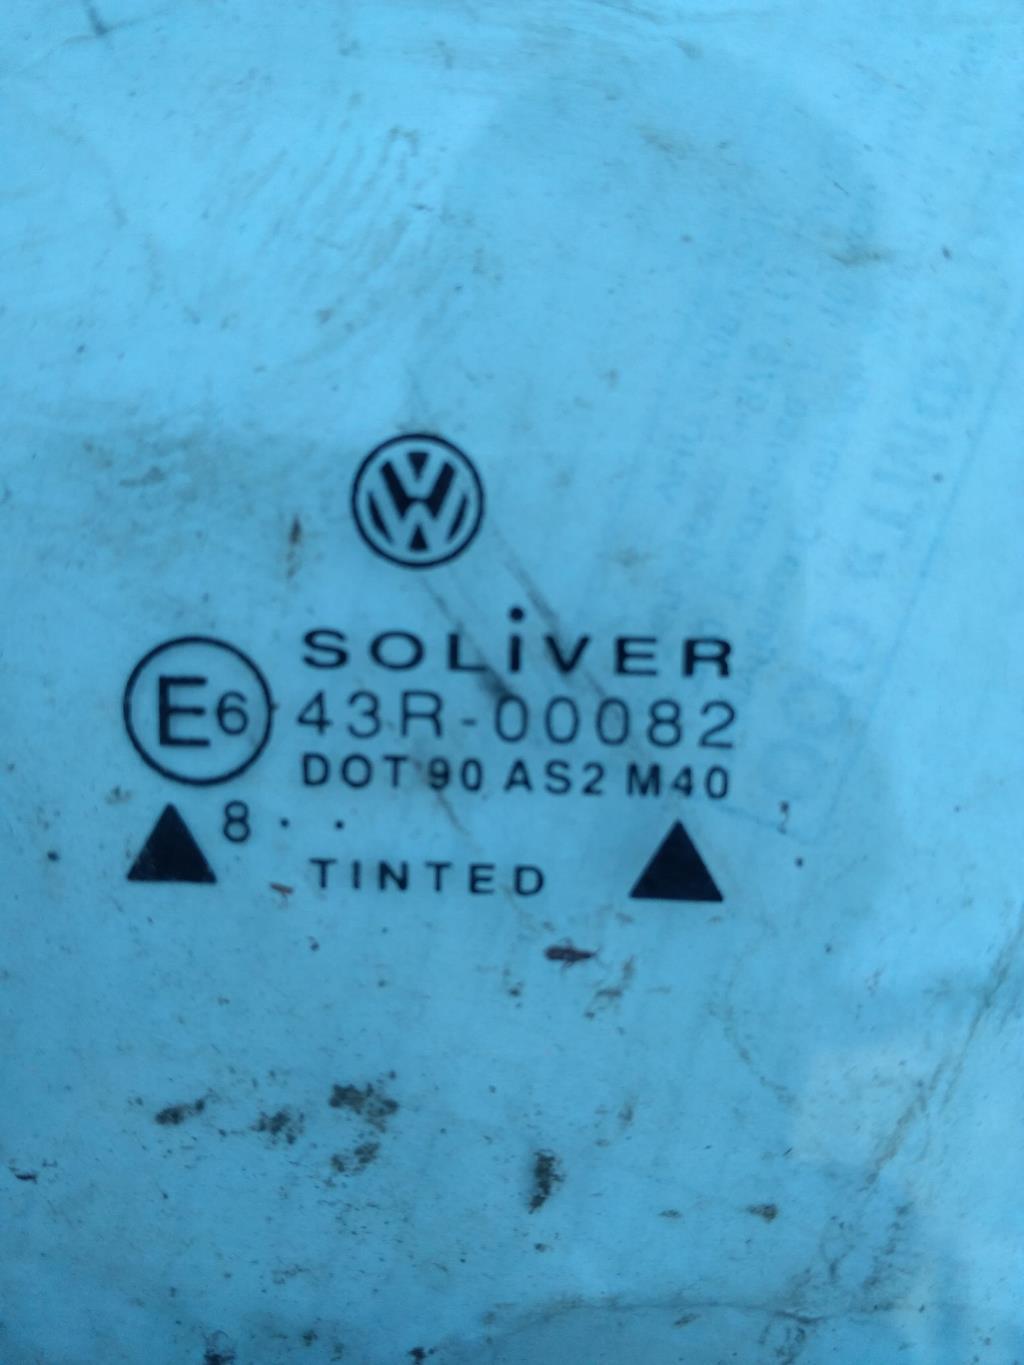 SOLiVER
E6 43R-00082
DOT 90 AS2 M40
8 . .
TINTED